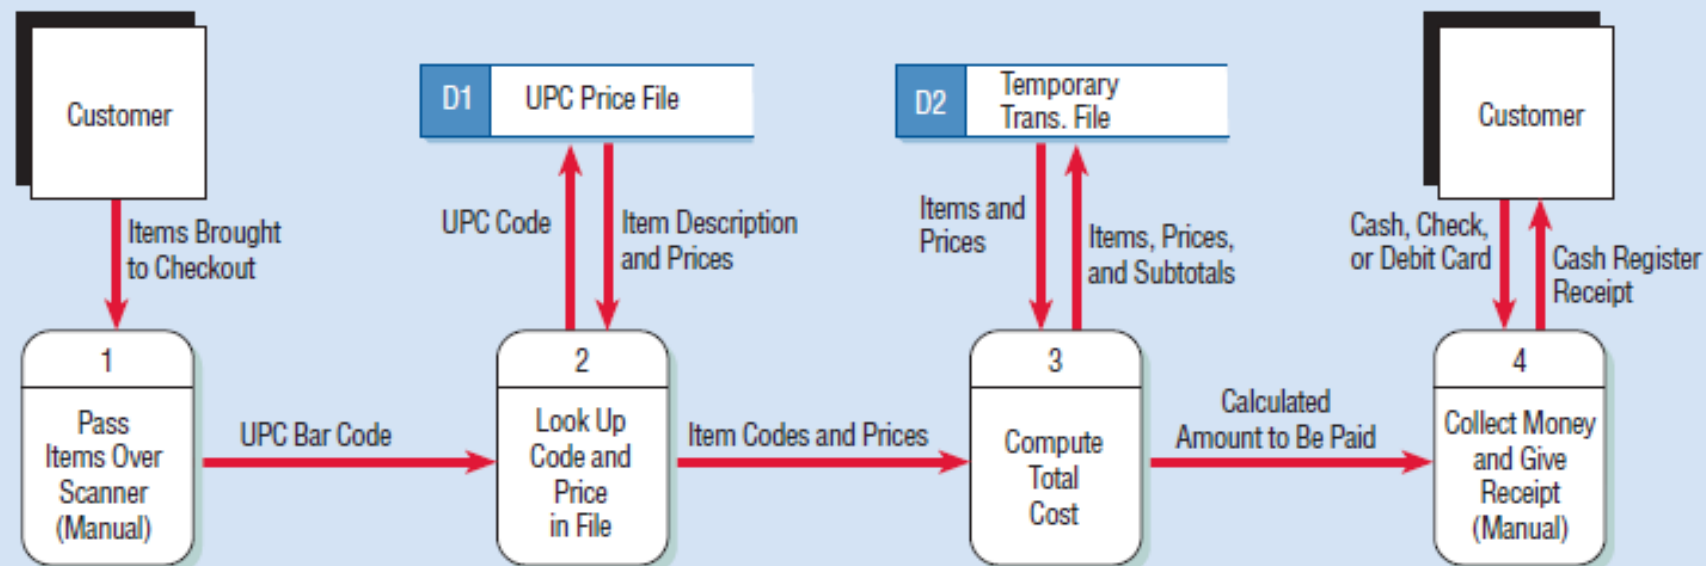 Customer
D1
UPC Price File
D2
Temporary
Trans. File
Customer
Items Brought
to Checkout
UPC Code
Item Description
and Prices
Items and
Prices
Items, Prices,
and Subtotals
Cash, Check,
or Debit Card
Cash Register
Receipt
1
Pass
Items Over
Scanner
(Manual)
UPC Bar Code
2
Look Up
Code and
Price
in File
Item Codes and Prices
3
Compute
Total
Cost
Calculated
Amount to Be Paid
4
Collect Money
and Give
Receipt
(Manual)